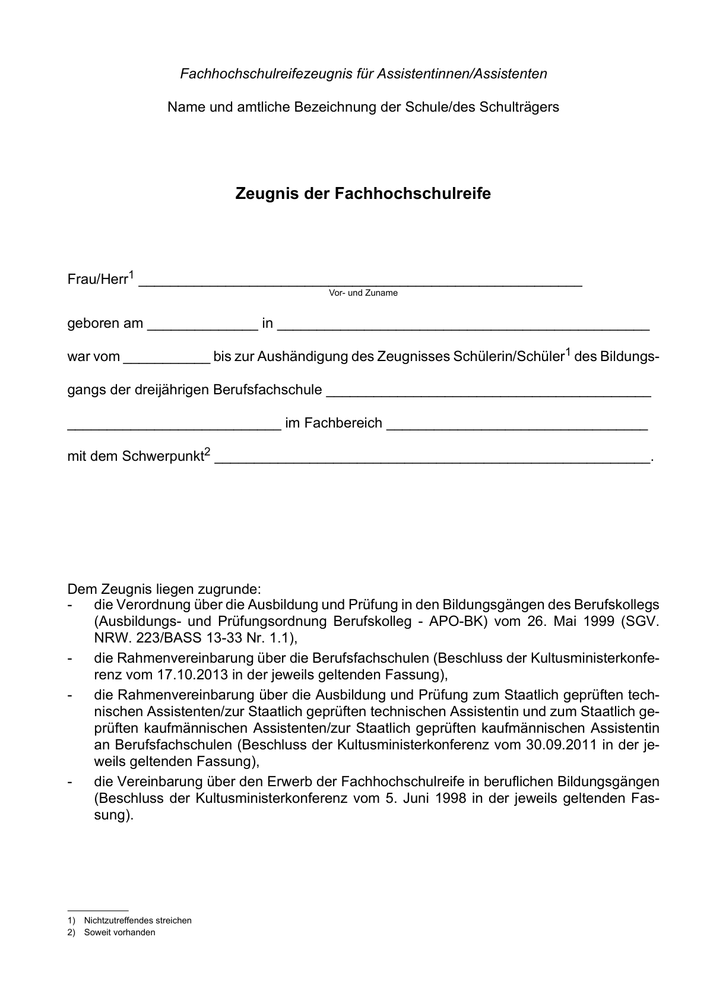 Fachhochschulreifezeugnis für Assistentinnen/Assistenten
Name und amtliche Bezeichnung der Schule/des Schulträgers
Zeugnis der Fachhochschulreife
Frau/Herr1 ________________________________________________________
Vor- und Zuname
geboren am ______________ in _______________________________________________
war vom ___________ bis zur Aushändigung des Zeugnisses Schülerin/Schüler1 des Bildungs-
gangs der dreijährigen Berufsfachschule _________________________________________
___________________________ im Fachbereich _________________________________
mit dem Schwerpunkt2 _______________________________________________________.
Dem Zeugnis liegen zugrunde:
- die Verordnung über die Ausbildung und Prüfung in den Bildungsgängen des Berufskollegs
(Ausbildungs- und Prüfungsordnung Berufskolleg - APO-BK) vom 26. Mai 1999 (SGV.
NRW. 223/BASS 13-33 Nr. 1.1),
- die Rahmenvereinbarung über die Berufsfachschulen (Beschluss der Kultusministerkonfe-
renz vom 17.10.2013 in der jeweils geltenden Fassung),
- die Rahmenvereinbarung über die Ausbildung und Prüfung zum Staatlich geprüften tech-
nischen Assistenten/zur Staatlich geprüften technischen Assistentin und zum Staatlich ge-
prüften kaufmännischen Assistenten/zur Staatlich geprüften kaufmännischen Assistentin
an Berufsfachschulen (Beschluss der Kultusministerkonferenz vom 30.09.2011 in der je-
weils geltenden Fassung),
- die Vereinbarung über den Erwerb der Fachhochschulreife in beruflichen Bildungsgängen
(Beschluss der Kultusministerkonferenz vom 5. Juni 1998 in der jeweils geltenden Fas-
sung).
1) Nichtzutreffendes streichen
2) Soweit vorhanden